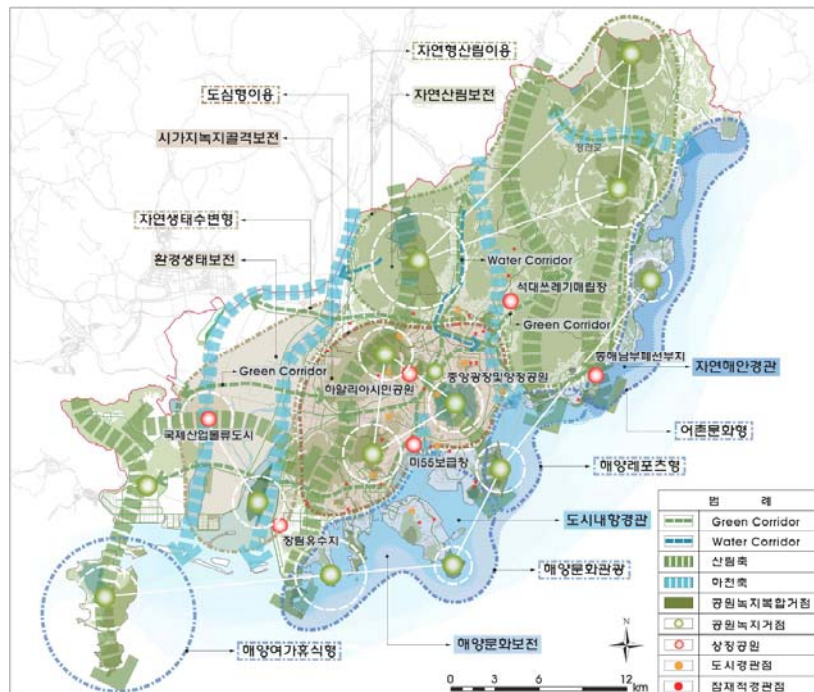 자연형산림이용
도심형이용
자연산림보전
시가지녹지골격보전
정관로
자연생태수변형
환경생태보전
Water Corridor
석대쓰레기매립장
Green Corridor
Green Corridor
동해남부폐선부지
자연해안경관
하얄리아시민공원
중앙광장및양정공원
어촌문화형
국제산업물류도시
미55보급창
해양레포츠형
장림유수지
도시내항경관
해양문화관광
해양여가휴식형
해양문화보전
범 례
Green Corridor
Water Corridor
산림축
하천축
공원녹지복합거점
공원녹지거점
상징공원
도시경관점
잠재적경관점
N
0 3 6 12
km